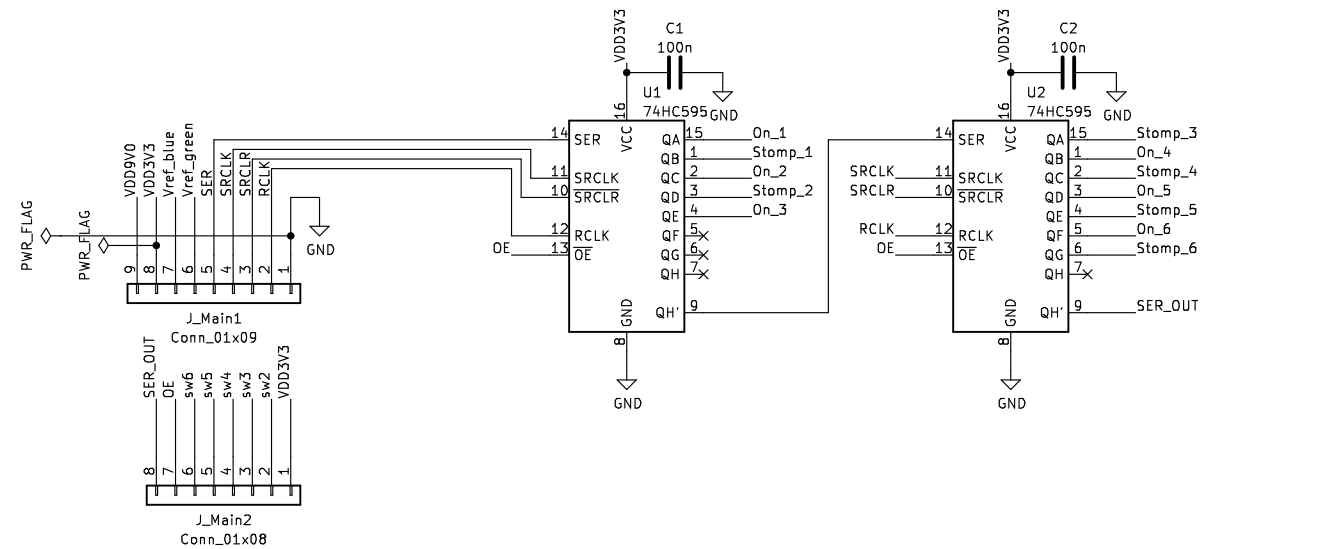 VDD3V3
C1
100n
GND
U1
74HC595
16
VCC
14
SER
11
SRCLK
10
SRCLR
12
RCLK
OE
13
OE
QA
15
On_1
QB
1
Stomp_1
QC
2
On_2
QD
3
Stomp_2
QE
4
On_3
QF
5
QG
6
QH
7
QH'
9
GND
8
GND
VDD3V3
C2
100n
GND
U2
74HC595
16
VCC
14
SER
SRCLK
11
SRCLK
SRCLR
10
SRCLR
RCLK
12
RCLK
OE
13
OE
QA
15
Stomp_3
QB
1
On_4
QC
2
Stomp_4
QD
3
On_5
QE
4
Stomp_5
QF
5
On_6
QG
6
Stomp_6
QH
7
QH'
9
SER_OUT
GND
8
GND
PWR_FLAG
PWR_FLAG
VDD9V0
VDD3V3
Vref_blue
Vref_green
SER
SRCLK
SRCLR
RCLK
GND
9
8
7
6
5
4
3
2
1
J_Main1
Conn_01x09
SER_OUT
OE
sw6
sw5
sw4
sw3
sw2
VDD3V3
8
7
6
5
4
3
2
1
J_Main2
Conn_01x08